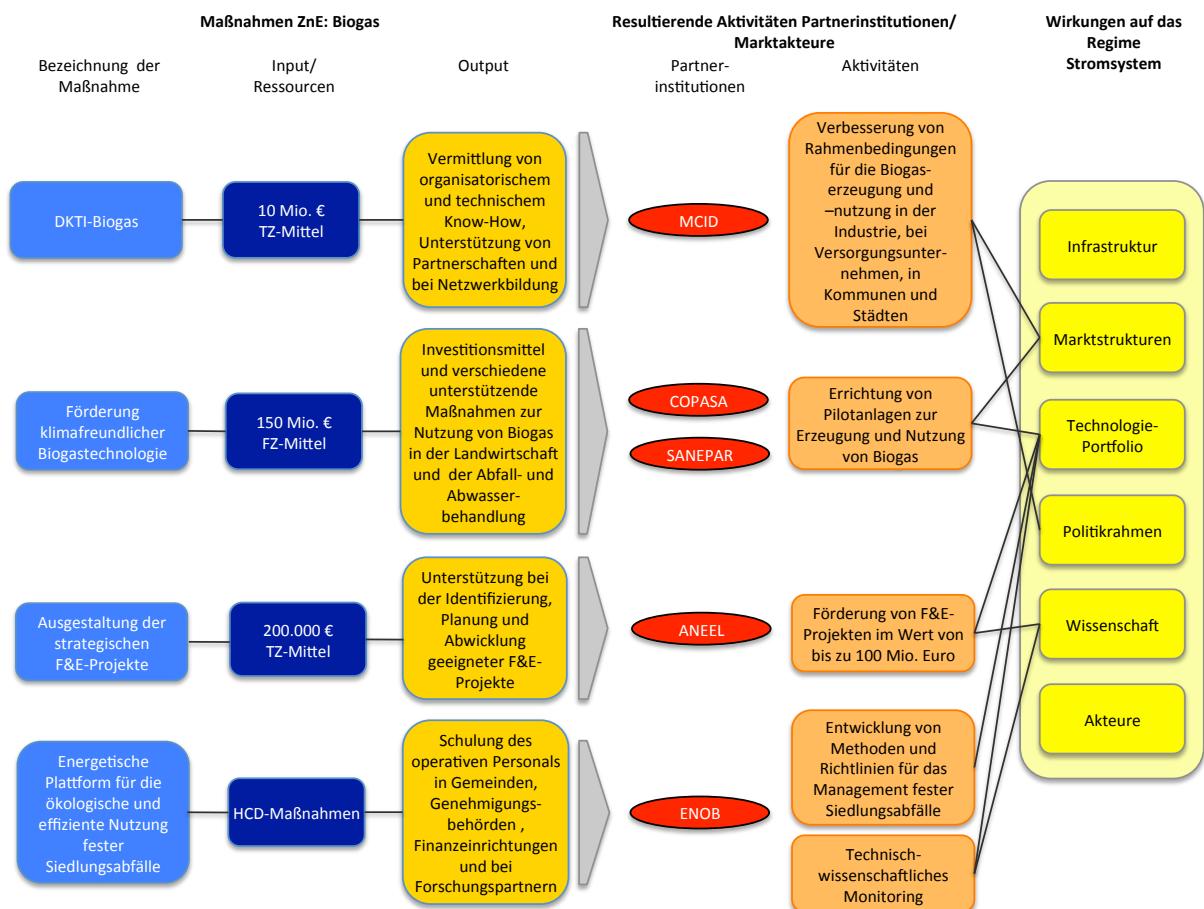 Maßnahmen ZnE: Biogas
Resultierende Aktivitäten Partnerinstitutionen/
Marktakteure
Wirkungen auf das
Regime
Stromsystem
Bezeichnung der
Maßnahme
Input/
Ressourcen
Output
Partner-
institutionen
Aktivitäten
DKTI-Biogas
10 Mio. €
TZ-Mittel
Vermittlung von
organisatorischem
und technischem
Know-How,
Unterstützung von
Partnerschaften und
bei Netzwerkbildung
MCID
Verbesserung von
Rahmenbedingungen
für die Biogas-
erzeugung und
–nutzung in der
Industrie, bei
Versorgungsunter-
nehmen, in
Kommunen und
Städten
Förderung
klimafreundlicher
Biogastechnologie
150 Mio. €
FZ-Mittel
Investitionsmittel
und verschiedene
unterstützende
Maßnahmen zur
Nutzung von Biogas
in der Landwirtschaft
und der Abfall- und
Abwasser-
behandlung
COPASA
SANEPAR
Errichtung von
Pilotanlagen zur
Erzeugung und Nutzung
von Biogas
Ausgestaltung der
strategischen
F&E-Projekte
200.000 €
TZ-Mittel
Unterstützung bei
der Identifizierung,
Planung und
Abwicklung
geeigneter F&E-
Projekte
ANEEL
Förderung von F&E-
Projekten im Wert von
bis zu 100 Mio. Euro
Energetische
Plattform für die
ökologische und
effiziente Nutzung
fester
Siedlungsabfälle
HCD-Maßnahmen
Schulung des
operativen Personals
in Gemeinden,
Genehmigungs-
behörden ,
Finanzeinrichtungen
und bei
Forschungspartnern
ENOB
Entwicklung von
Methoden und
Richtlinien für das
Management fester
Siedlungsabfälle
Technisch-
wissenschaftliches
Monitoring
Infrastruktur
Marktstrukturen
Technologie-
Portfolio
Politikrahmen
Wissenschaft
Akteure